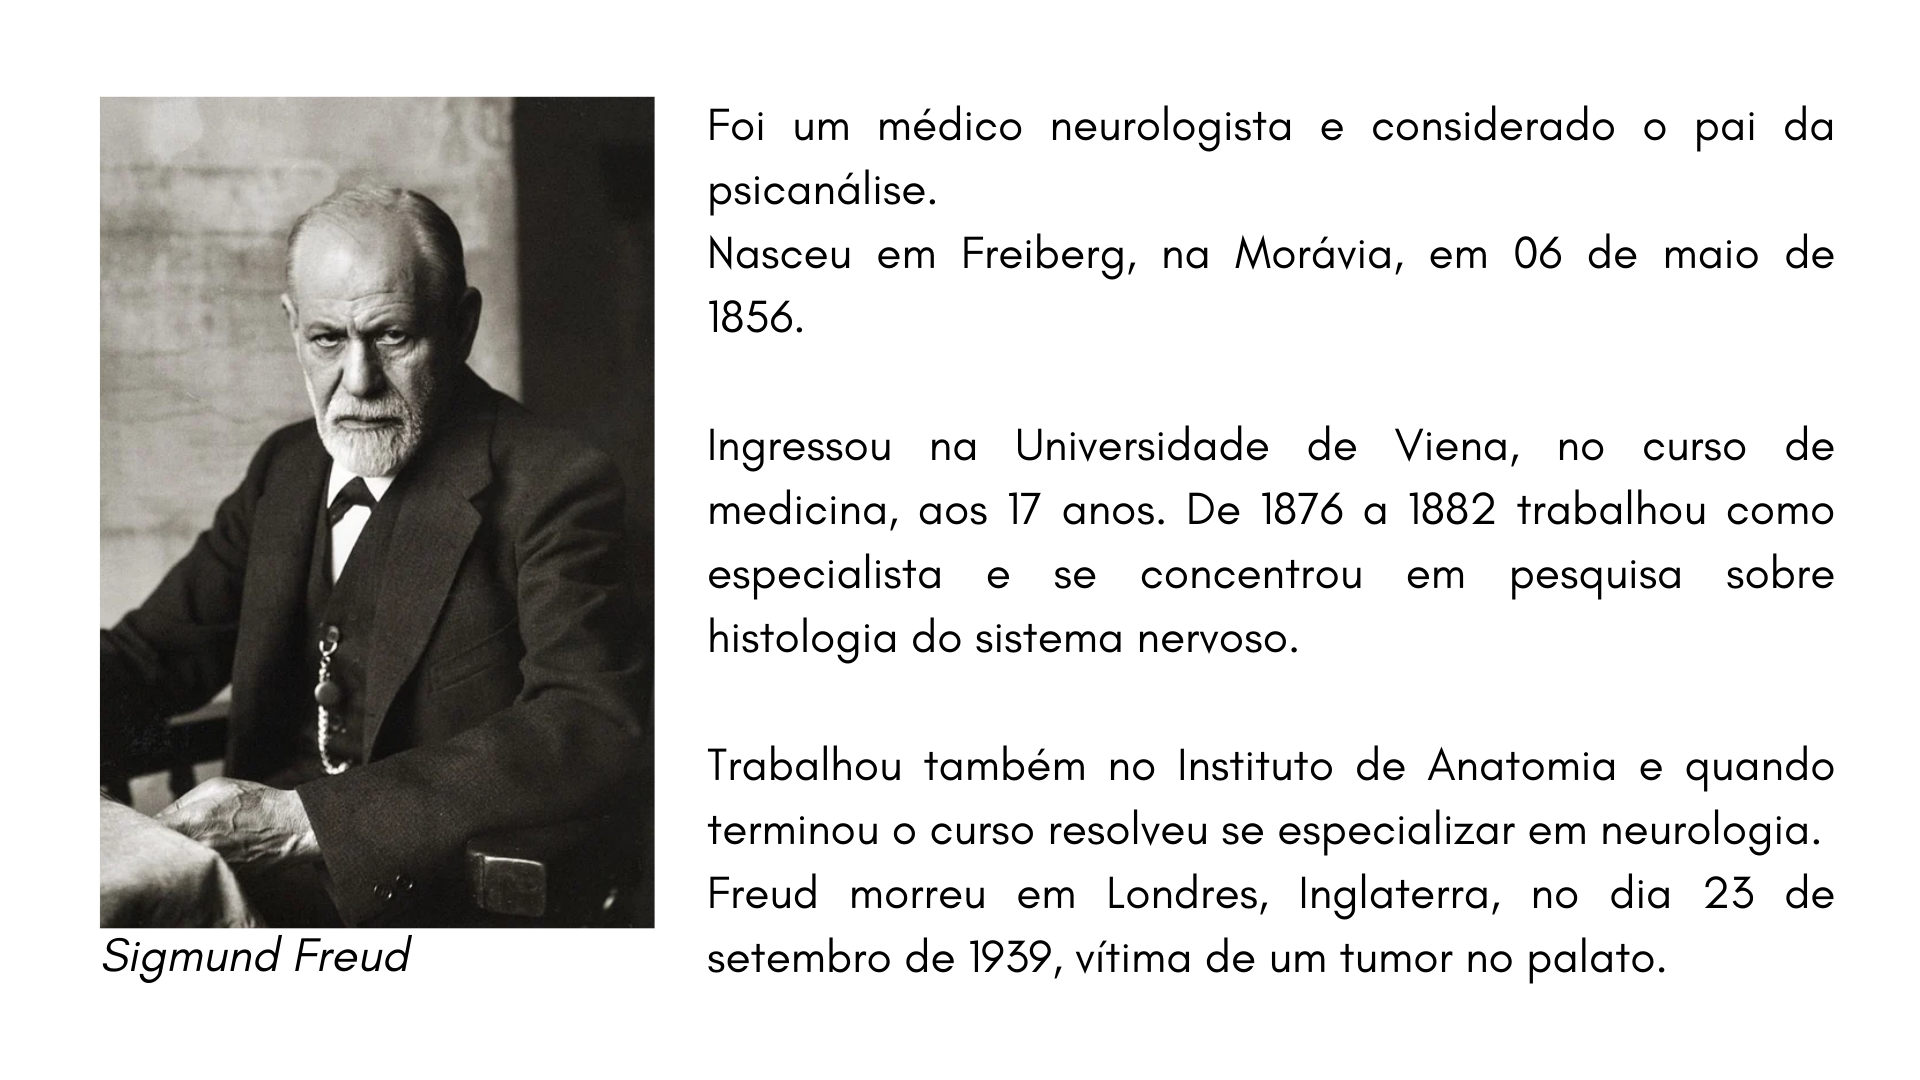 Foi um médico neurologista e considerado o pai da
psicanálise.
Nasceu em Freiberg, na Morávia, em 06 de maio de
1856.
Ingressou na Universidade de Viena, no curso de
medicina, aos 17 anos. De 1876 a 1882 trabalhou como
especialista e se concentrou em pesquisa sobre
histologia do sistema nervoso.
Trabalhou também no Instituto de Anatomia e quando
terminou o curso resolveu se especializar em neurologia.
Freud morreu em Londres, Inglaterra, no dia 23 de
setembro de 1939, vítima de um tumor no palato.
Sigmund Freud